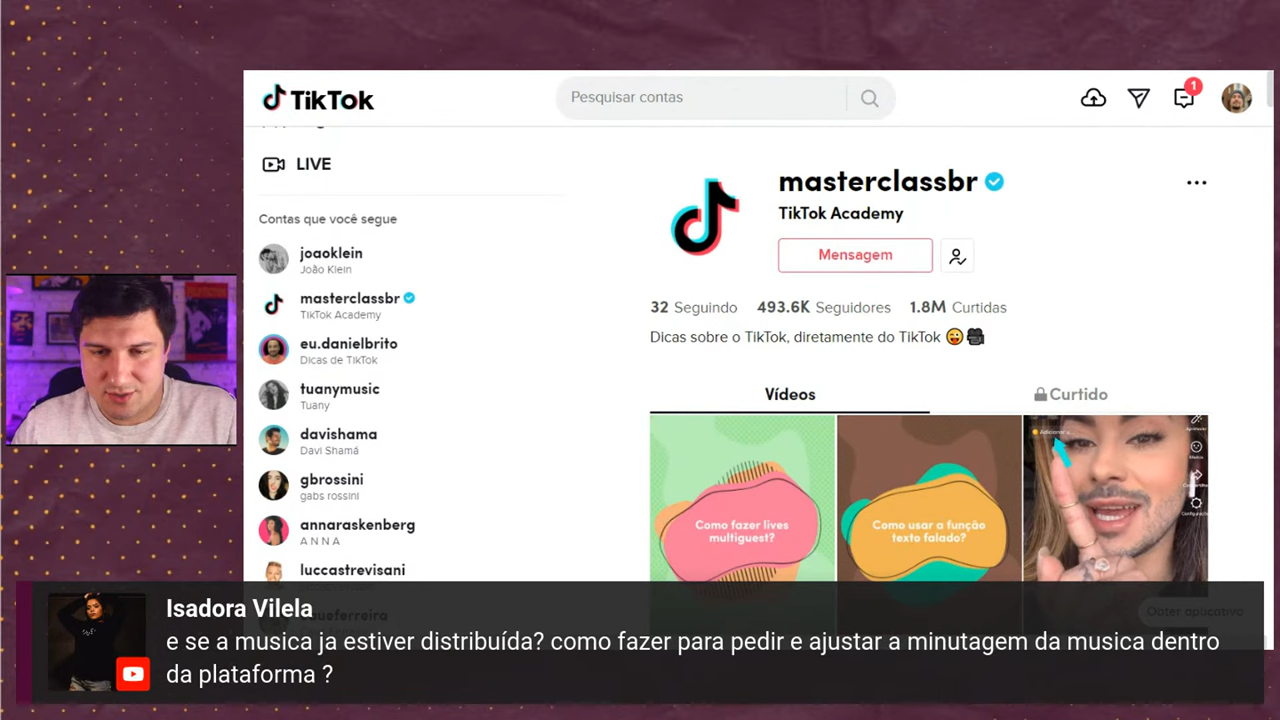 TikTok
Pesquisar contas
1
LIVE
Contas que você segue
joaoklein
João Klein
masterclassbr
TikTok Academy
eu.danielbrito
Dicas de TikTok
tuanymusic
Tuany
davishama
Davi Shamá
gbrossini
gabs rossini
annaraskenberg
A N N A
luccastrevisani
masterclassbr
TikTok Academy
Mensagem
32 Seguindo 493.6K Seguidores 1.8M Curtidas
Dicas sobre o TikTok, diretamente do TikTok 😜🎥
Vídeos
Curtido
Como fazer lives
multiguest?
Como usar a função
texto falado?
Obter aplicativo
Isadora Vilela
e se a musica ja estiver distribuída? como fazer para pedir e ajustar a minutagem da musica dentro
da plataforma ?